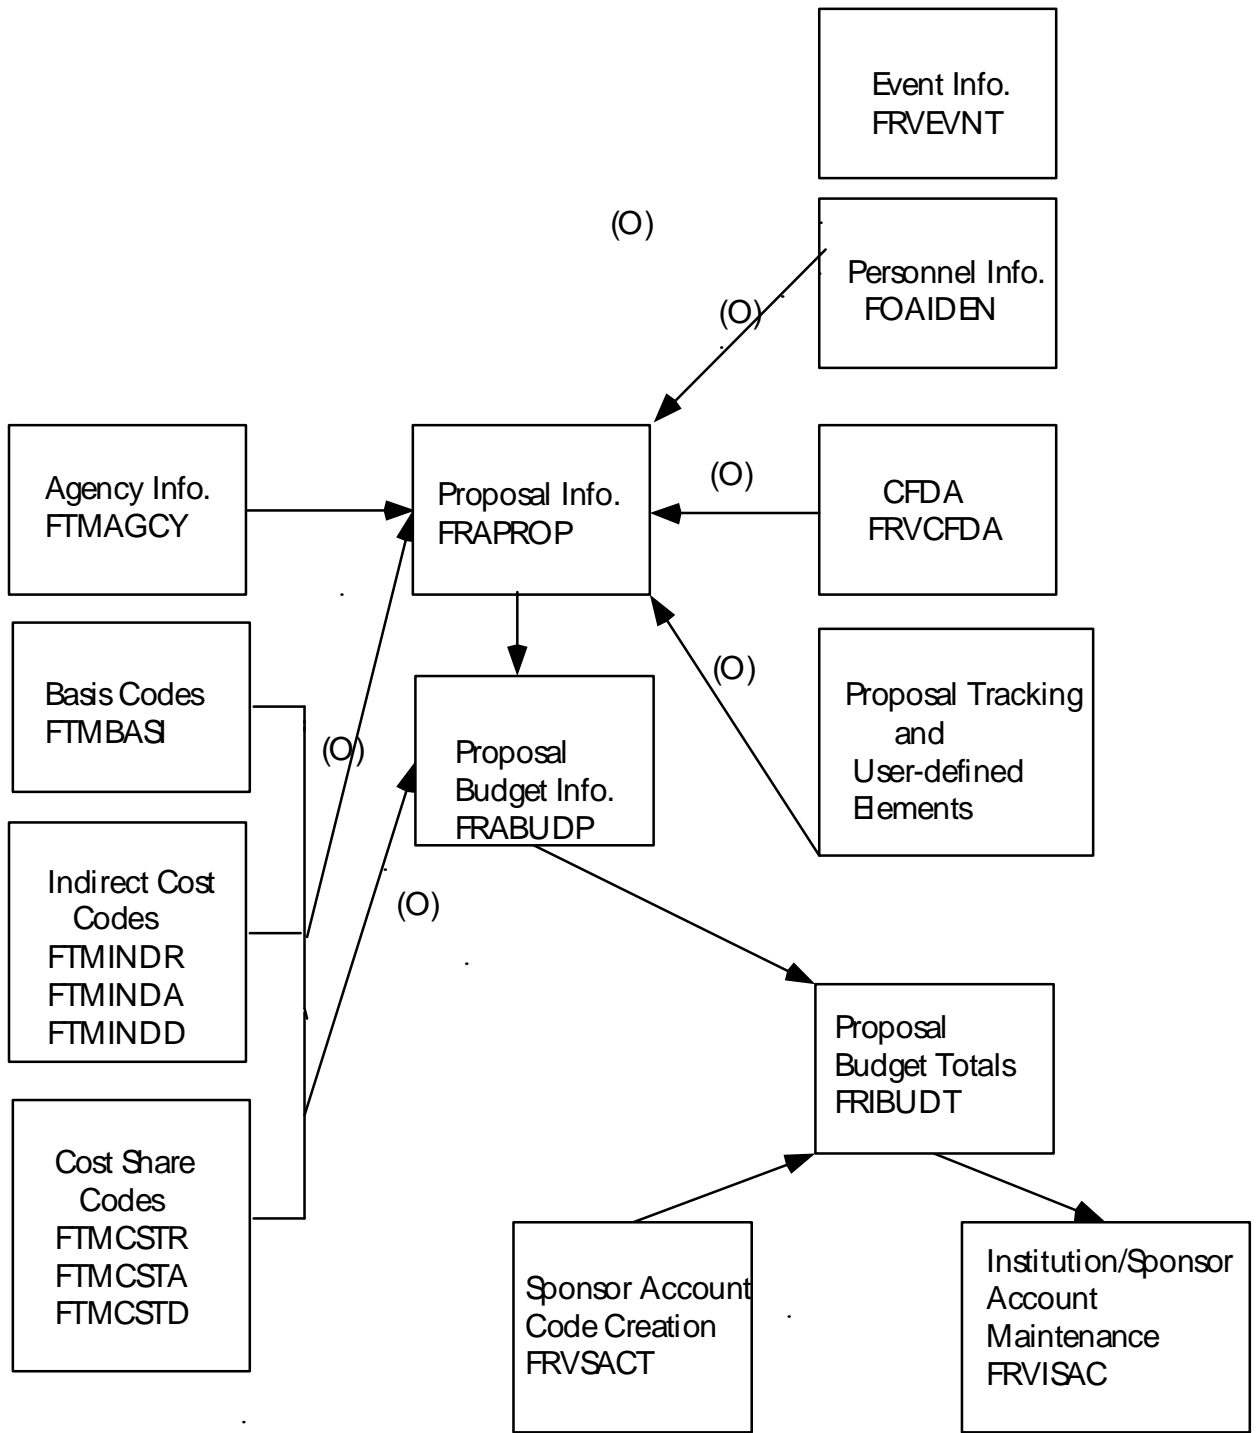 Event Info.
FRVEVNT
(O)
Personnel Info.
FOAIDEN
(O)
Agency Info.
FTMAGCY
Proposal Info.
FRAPROP
(O)
CFDA
FRVCFDA
Basis Codes
FTMBASI
(O)
Proposal
Budget Info.
FRABUDP
(O)
Proposal Tracking
and
User-defined
Elements
Indirect Cost
Codes
FTMINDR
FTMINDA
FTMINDD
(O)
Proposal
Budget Totals
FRIBUDT
Cost Share
Codes
FTMCSTR
FTMCSTA
FTMCSTD
Sponsor Account
Code Creation
FRVSACT
Institution/Sponsor
Account
Maintenance
FRVISAC